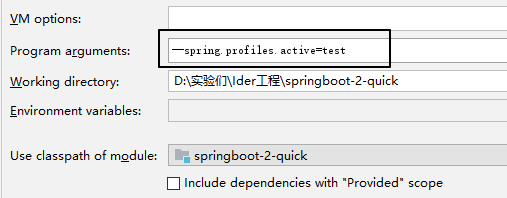 VM options:
Program arguments: —spring.profiles.active=test
Working directory: D:\实验们\Ider工程\springboot-2-quick
Environment variables:
Use classpath of module: springboot-2-quick
Include dependencies with "Provided" scope